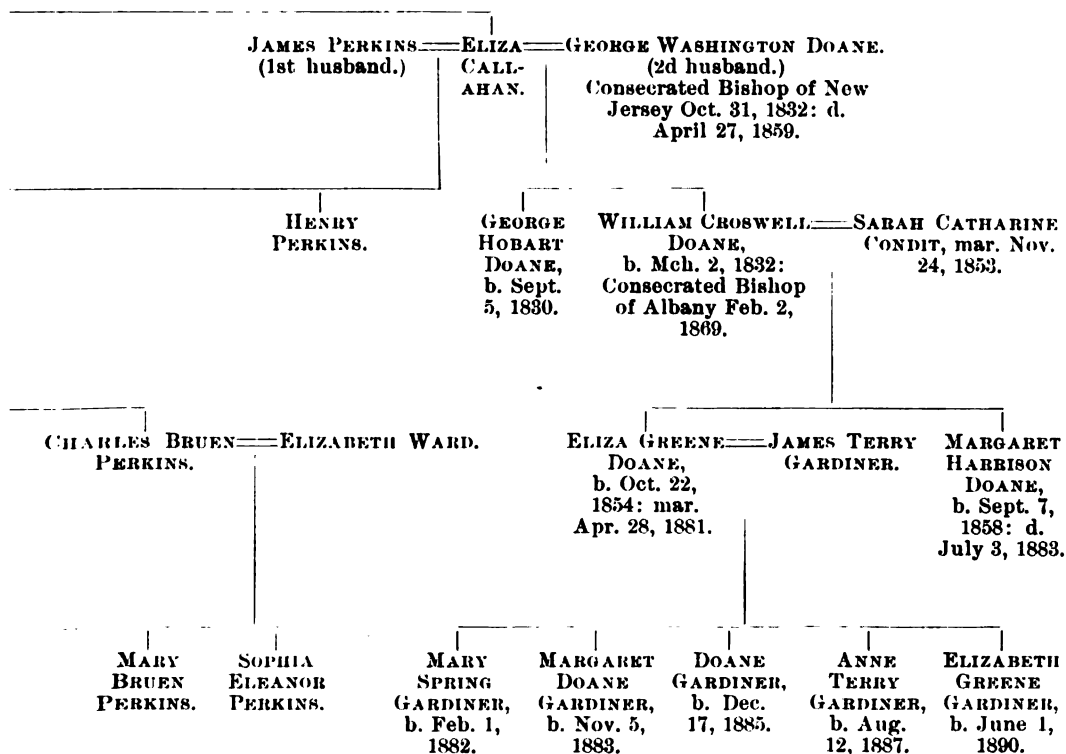 JAMES PERKINS══ELIZA══GEORGE WASHINGTON DOANE.
(1st husband.)
CALL-
AHAN.
(2d husband.)
Consecrated Bishop of New
Jersey Oct. 31, 1832: d.
April 27, 1859.
HENRY
PERKINS.
GEORGE
HOBART
DOANE,
b. Sept.
5, 1830.
WILLIAM CROSWELL══SARAH CATHARINE
DOANE,
b. Mch. 2, 1832:
Consecrated Bishop
of Albany Feb. 2,
1869.
CONDIT, mar. Nov.
24, 1853.
CHARLES BRUEN══ELIZABETH WARD.
PERKINS.
ELIZA GREENE══JAMES TERRY
DOANE,
b. Oct. 22,
1854: mar.
Apr. 28, 1881.
GARDINER.
MARGARET
HARRISON
DOANE,
b. Sept. 7,
1858: d.
July 3, 1883.
MARY
BRUEN
PERKINS.
SOPHIA
ELEANOR
PERKINS.
MARY
SPRING
GARDINER,
b. Feb. 1,
1882.
MARGARET
DOANE
GARDINER,
b. Nov. 5,
1883.
DOANE
GARDINER,
b. Dec.
17, 1885.
ANNE
TERRY
GARDINER,
b. Aug.
12, 1887.
ELIZABETH
GREENE
GARDINER,
b. June 1,
1890.